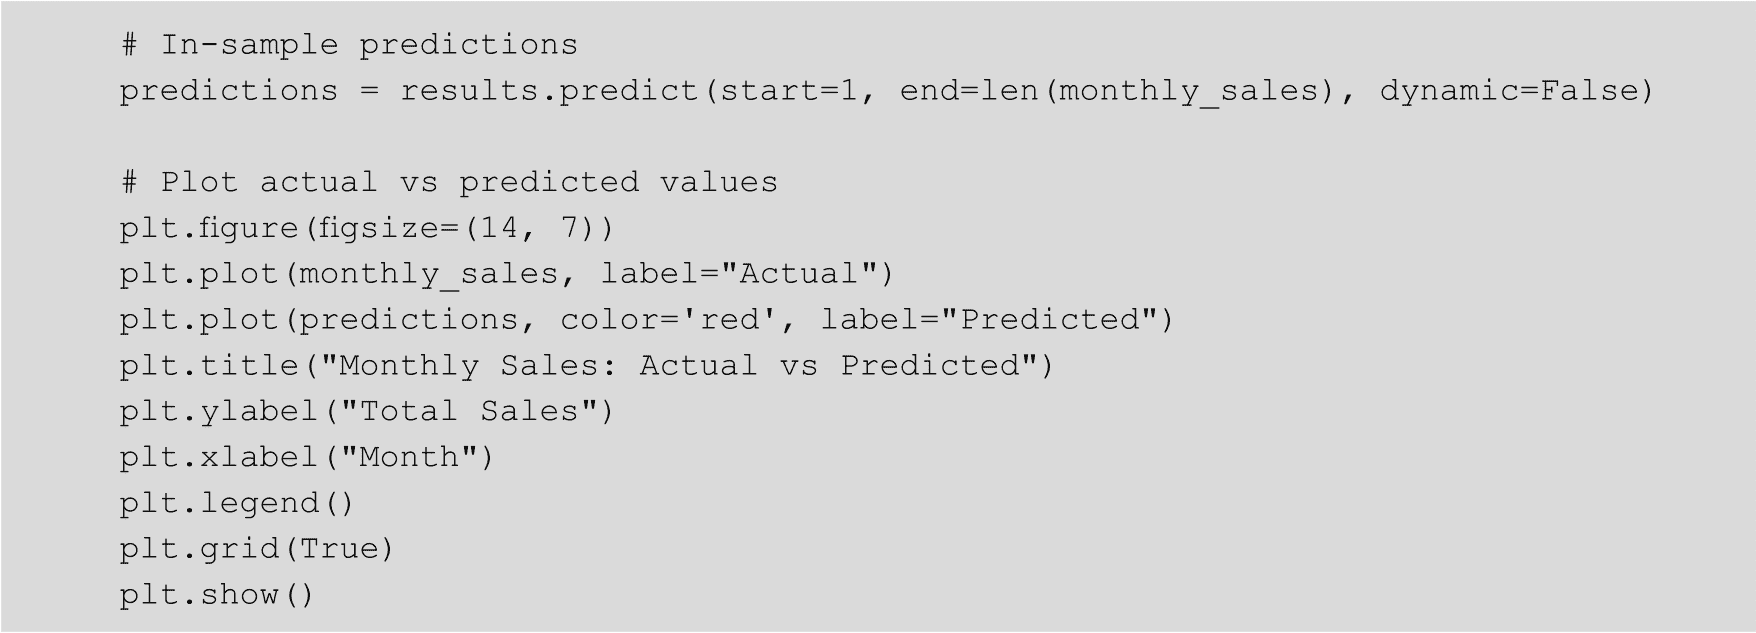 # In-sample predictions
predictions = results.predict(start=1, end=len(monthly_sales), dynamic=False)
# Plot actual vs predicted values
plt.figure(figsize=(14, 7))
plt.plot(monthly_sales, label="Actual")
plt.plot(predictions, color='red', label="Predicted")
plt.title("Monthly Sales: Actual vs Predicted")
plt.ylabel("Total Sales")
plt.xlabel("Month")
plt.legend()
plt.grid(True)
plt.show()